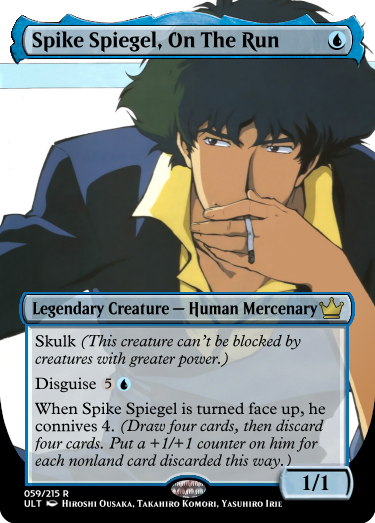 Spike Spiegel, On The Run
Legendary Creature — Human Mercenary
Skulk (This creature can't be blocked by
creatures with greater power.)
Disguise 5
When Spike Spiegel is turned face up, he
connives 4. (Draw four cards, then discard
four cards. Put a +1/+1 counter on him for
each nonland card discarded this way.)
1/1
059/215 R
ULT Hiroshi Ousaka, Takahiro Komori, Yasuhiro Irie